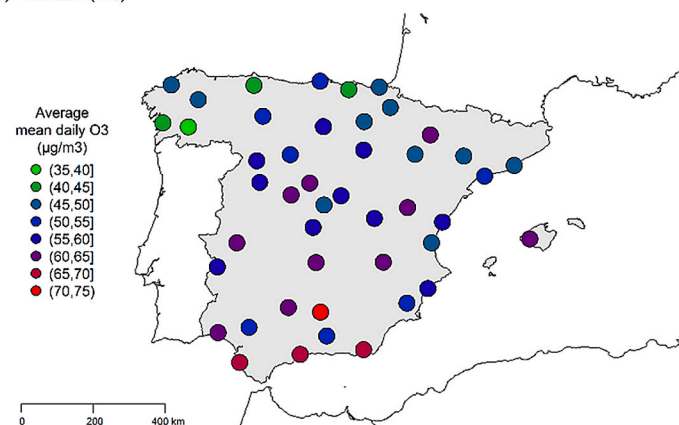 Average
mean daily O3
(µg/m3)
(35,40]
(40,45]
(45,50]
(50,55]
(55,60]
(60,65]
(65,70]
(70,75)
0 200 400 km